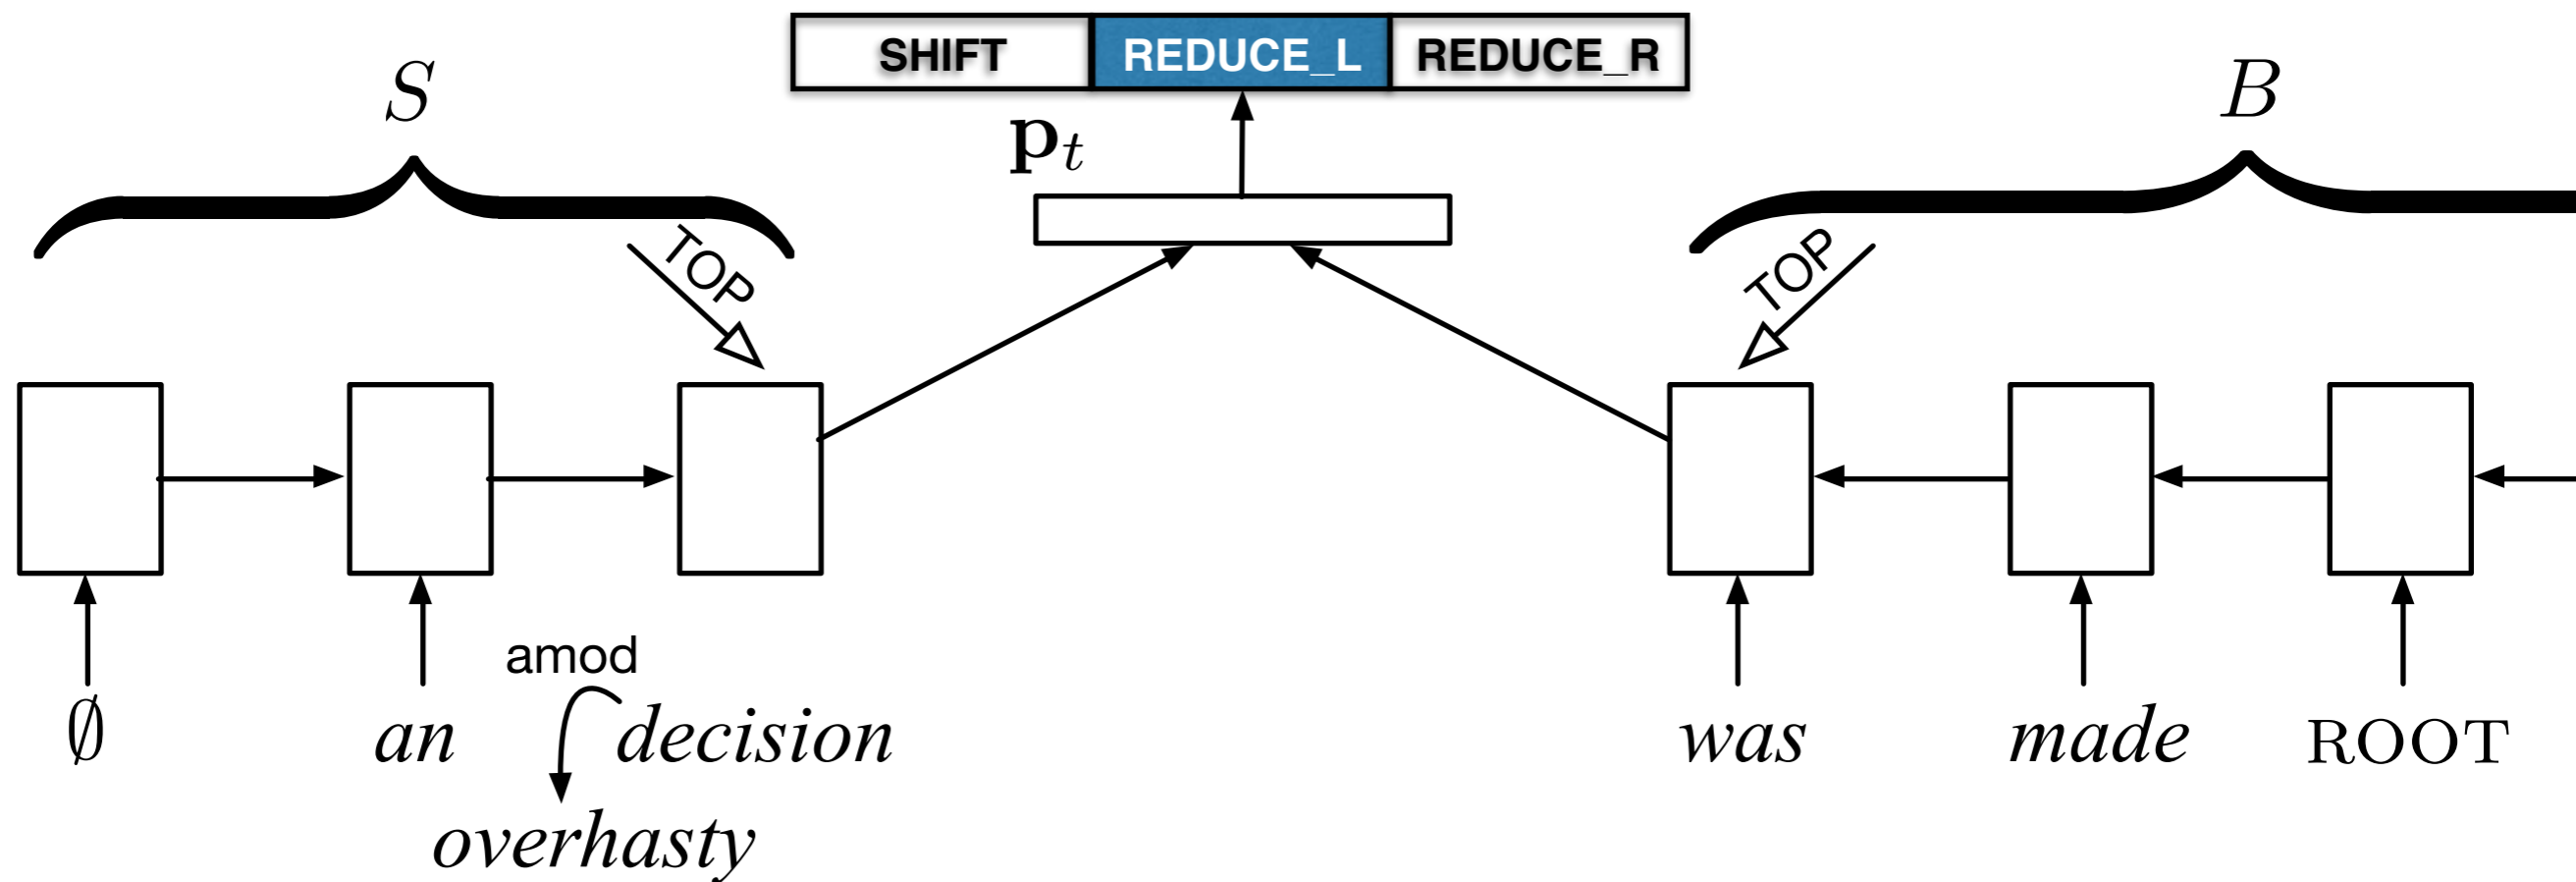 SHIFT REDUCE_L REDUCE_R
S
B
p_t
TOP
TOP
amod
∅ an decision was made ROOT
overhasty